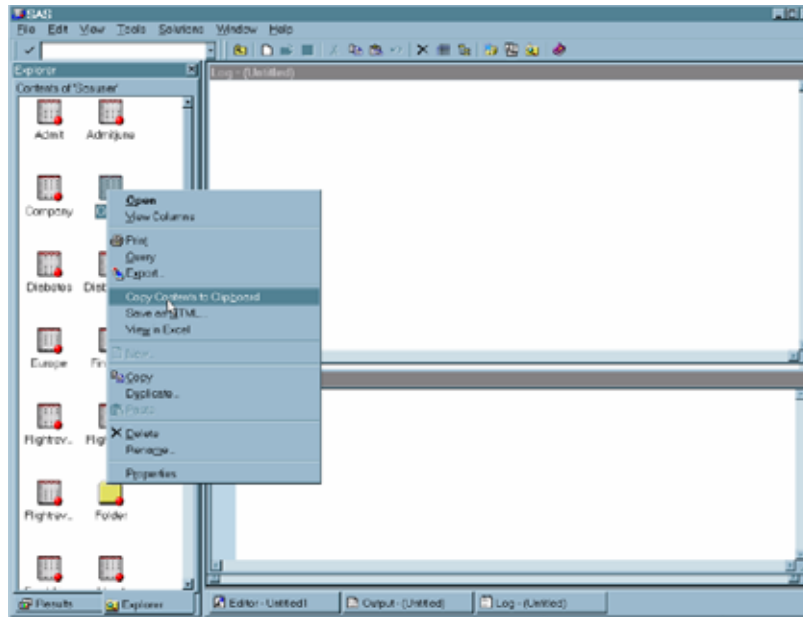 SAS
File Edit View Tools Solutions Window Help
Explorer
Contents of 'Sasuser'
Log - (Untitled)
Admit Admitjune
Company
Diabetes
Europe
Flightrev..
Flightrev..
Folder
Open
View Columns
Print
Query
Export..
Copy Contents to Clipboard
Save as HTML...
View in Excel
New..
Copy
Duplicate..
Paste
Delete
Rename..
Properties
Results Explorer
Editor - Untitled1 Output - (Untitled) Log - (Untitled)